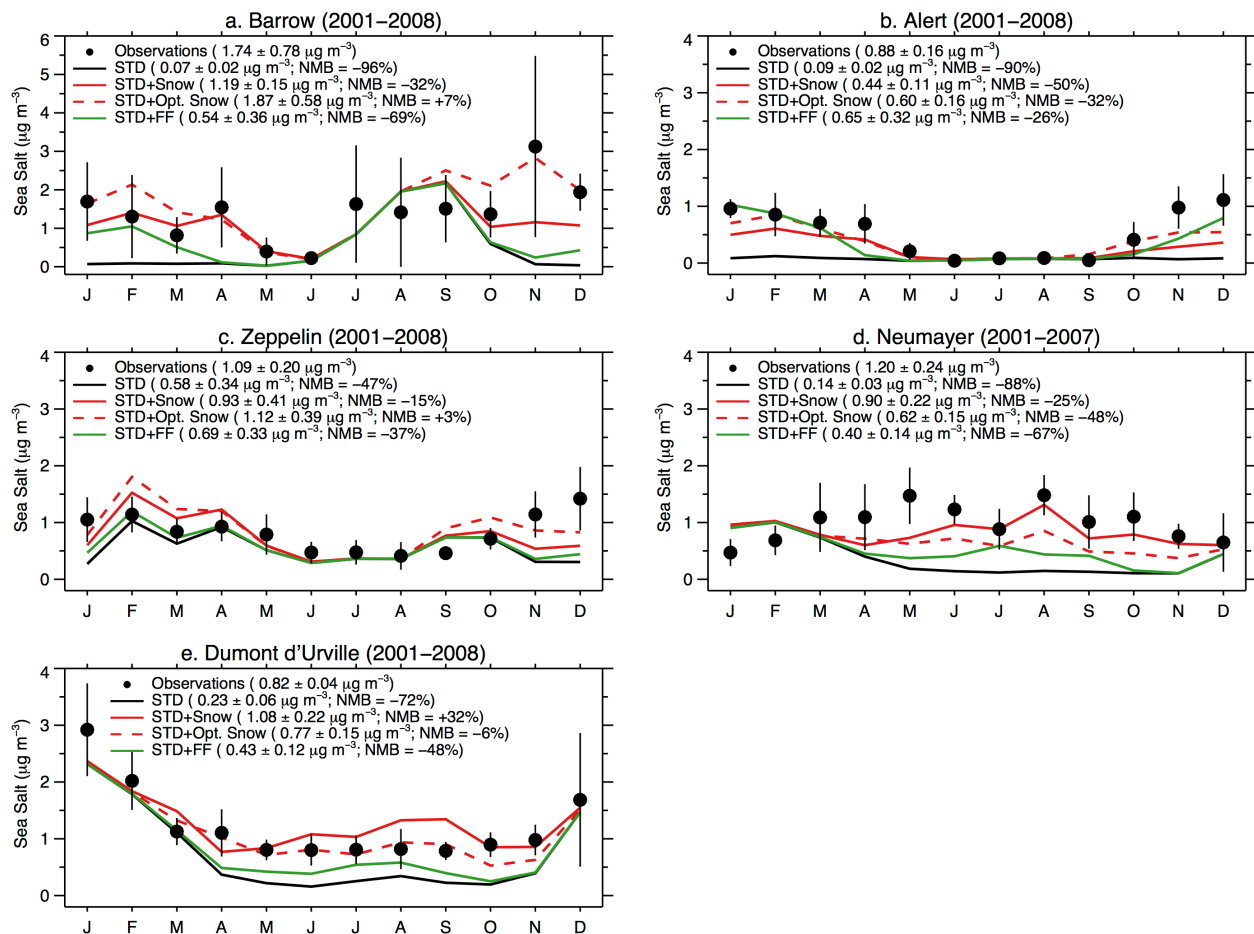 a. Barrow (2001−2008)
Observations ( 1.74 ± 0.78 μg m⁻³)
STD ( 0.07 ± 0.02 μg m⁻³; NMB = −96%)
STD+Snow ( 1.19 ± 0.15 μg m⁻³; NMB = −32%)
STD+Opt. Snow ( 1.87 ± 0.58 μg m⁻³; NMB = +7%)
STD+FF ( 0.54 ± 0.36 μg m⁻³; NMB = −69%)
Sea Salt (μg m⁻³)
6
5
4
3
2
1
0
J F M A M J J A S O N D
b. Alert (2001−2008)
Observations ( 0.88 ± 0.16 μg m⁻³)
STD ( 0.09 ± 0.02 μg m⁻³; NMB = −90%)
STD+Snow ( 0.44 ± 0.11 μg m⁻³; NMB = −50%)
STD+Opt. Snow ( 0.60 ± 0.16 μg m⁻³; NMB = −32%)
STD+FF ( 0.65 ± 0.32 μg m⁻³; NMB = −26%)
Sea Salt (μg m⁻³)
4
3
2
1
0
J F M A M J J A S O N D
c. Zeppelin (2001−2008)
Observations ( 1.09 ± 0.20 μg m⁻³)
STD ( 0.58 ± 0.34 μg m⁻³; NMB = −47%)
STD+Snow ( 0.93 ± 0.41 μg m⁻³; NMB = −15%)
STD+Opt. Snow ( 1.12 ± 0.39 μg m⁻³; NMB = +3%)
STD+FF ( 0.69 ± 0.33 μg m⁻³; NMB = −37%)
Sea Salt (μg m⁻³)
4
3
2
1
0
J F M A M J J A S O N D
d. Neumayer (2001−2007)
Observations ( 1.20 ± 0.24 μg m⁻³)
STD ( 0.14 ± 0.03 μg m⁻³; NMB = −88%)
STD+Snow ( 0.90 ± 0.22 μg m⁻³; NMB = −25%)
STD+Opt. Snow ( 0.62 ± 0.15 μg m⁻³; NMB = −48%)
STD+FF ( 0.40 ± 0.14 μg m⁻³; NMB = −67%)
Sea Salt (μg m⁻³)
4
3
2
1
0
J F M A M J J A S O N D
e. Dumont d'Urville (2001−2008)
Observations ( 0.82 ± 0.04 μg m⁻³)
STD ( 0.23 ± 0.06 μg m⁻³; NMB = −72%)
STD+Snow ( 1.08 ± 0.22 μg m⁻³; NMB = +32%)
STD+Opt. Snow ( 0.77 ± 0.15 μg m⁻³; NMB = −6%)
STD+FF ( 0.43 ± 0.12 μg m⁻³; NMB = −48%)
Sea Salt (μg m⁻³)
4
3
2
1
0
J F M A M J J A S O N D